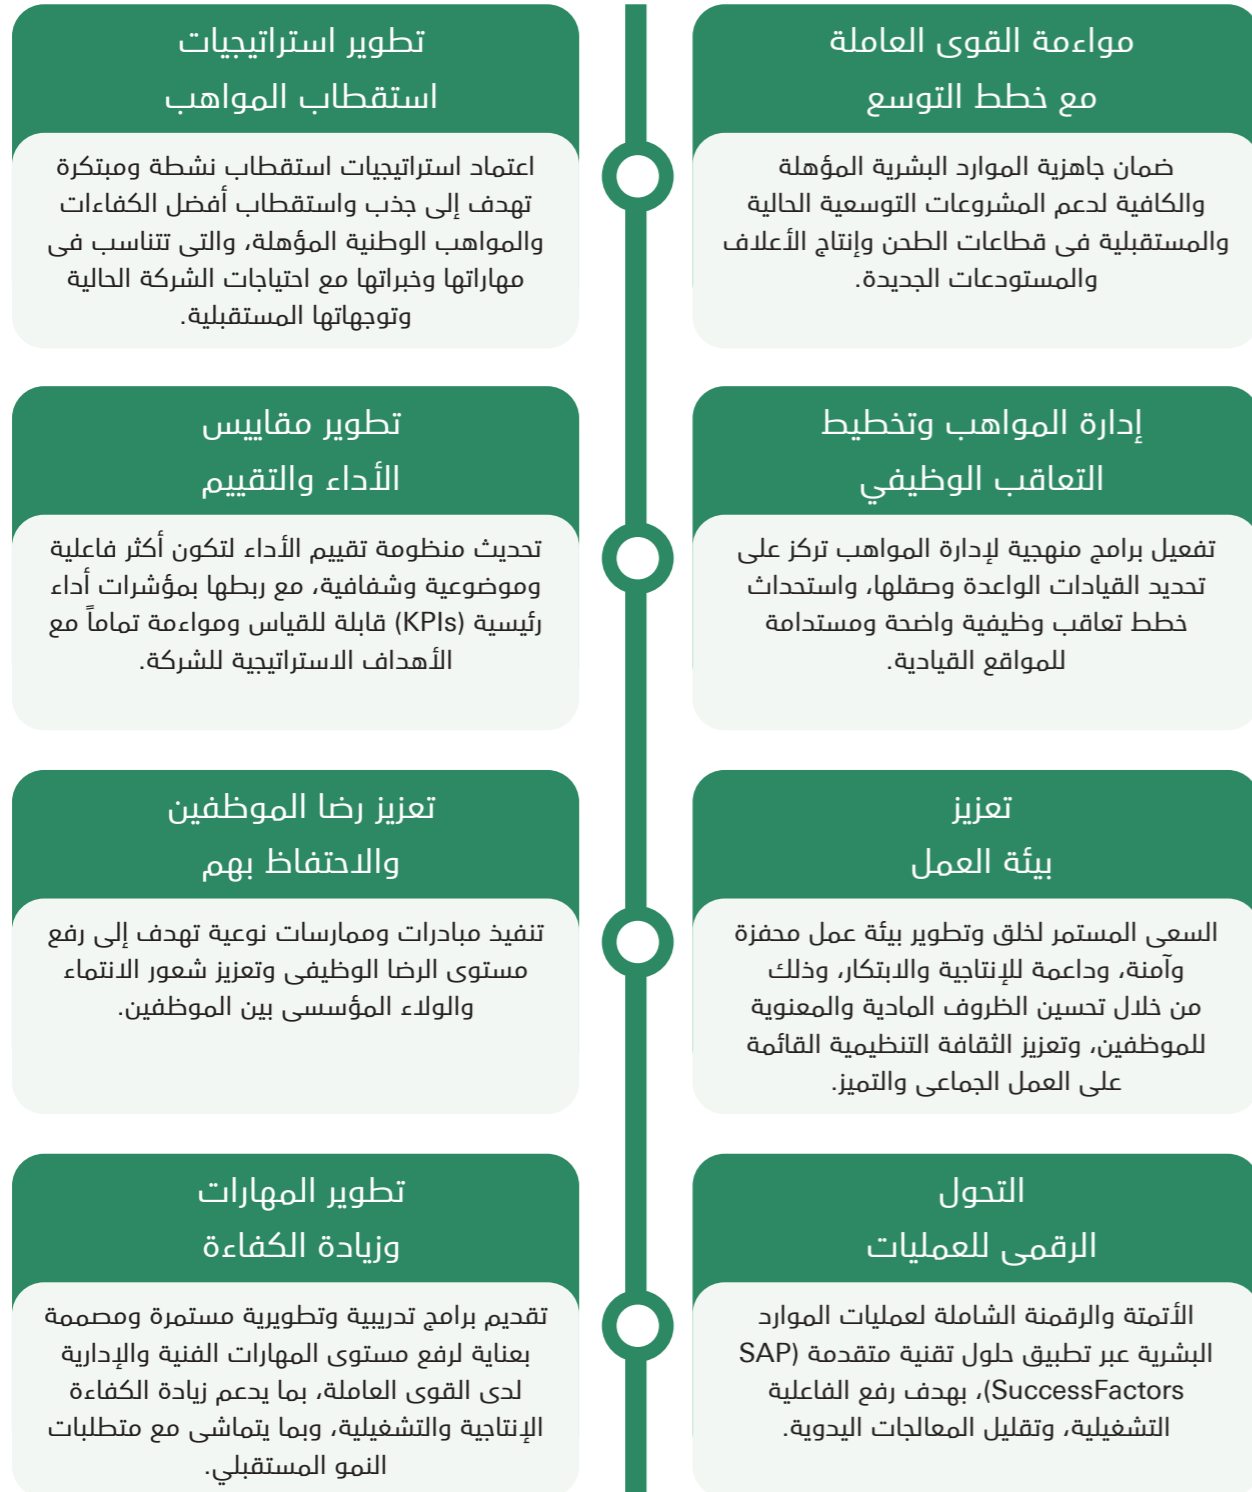 مواءمة القوى العاملة
مع خطط التوسع
ضمان جاهزية الموارد البشرية المؤهلة
والكافية لدعم المشروعات التوسعية الحالية
والمستقبلية فى قطاعات الطحن وإنتاج الأعلاف
والمستودعات الجديدة.
تطوير استراتيجيات
استقطاب المواهب
اعتماد استراتيجيات استقطاب نشطة ومبتكرة
تهدف إلى جذب واستقطاب أفضل الكفاءات
والمواهب الوطنية المؤهلة، والتى تتناسب فى
مهاراتها وخبراتها مع احتياجات الشركة الحالية
وتوجهاتها المستقبلية.
إدارة المواهب وتخطيط
التعاقب الوظيفي
تفعيل برامج منهجية لإدارة المواهب تركز على
تحديد القيادات الواعدة وصقلها، واستحداث
خطط تعاقب وظيفية واضحة ومستدامة
للمواقع القيادية.
تطوير مقاييس
الأداء والتقييم
تحديث منظومة تقييم الأداء لتكون أكثر فاعلية
وموضوعية وشفافية، مع ربطها بمؤشرات أداء
رئيسية (KPIs) قابلة للقياس ومواءمة تماماً مع
الأهداف الاستراتيجية للشركة.
تعزيز
بيئة العمل
السعى المستمر لخلق وتطوير بيئة عمل محفزة
وآمنة، وداعمة للإنتاجية والابتكار، وذلك
من خلال تحسين الظروف المادية والمعنوية
للموظفين، وتعزيز الثقافة التنظيمية القائمة
على العمل الجماعى والتميز.
تعزيز رضا الموظفين
والاحتفاظ بهم
تنفيذ مبادرات وممارسات نوعية تهدف إلى رفع
مستوى الرضا الوظيفى وتعزيز شعور الانتماء
والولاء المؤسسى بين الموظفين.
التحول
الرقمى للعمليات
الأتمتة والرقمنة الشاملة لعمليات الموارد
البشرية عبر تطبيق حلول تقنية متقدمة (SAP
SuccessFactors)، بهدف رفع الفاعلية
التشغيلية، وتقليل المعالجات اليدوية.
تطوير المهارات
وزيادة الكفاءة
تقديم برامج تدريبية وتطويرية مستمرة ومصممة
بعناية لرفع مستوى المهارات الفنية والإدارية
لدى القوى العاملة، بما يدعم زيادة الكفاءة
الإنتاجية والتشغيلية، وبما يتماشى مع متطلبات
النمو المستقبلي.